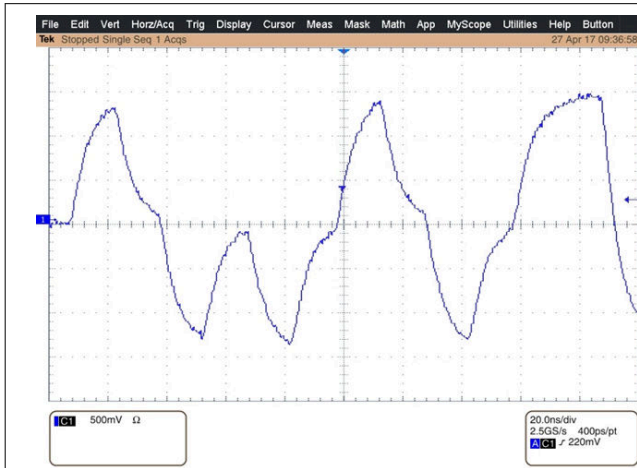 File Edit Vert Horz/Acq Trig Display Cursor Meas Mask Math App MyScope Utilities Help Button
Tek Stopped Single Seq 1 Acqs 27 Apr 17 09:36:58
1
C1 500mV Ω
20.0ns/div
2.5GS/s 400ps/pt
A C1 ⑇ 220mV